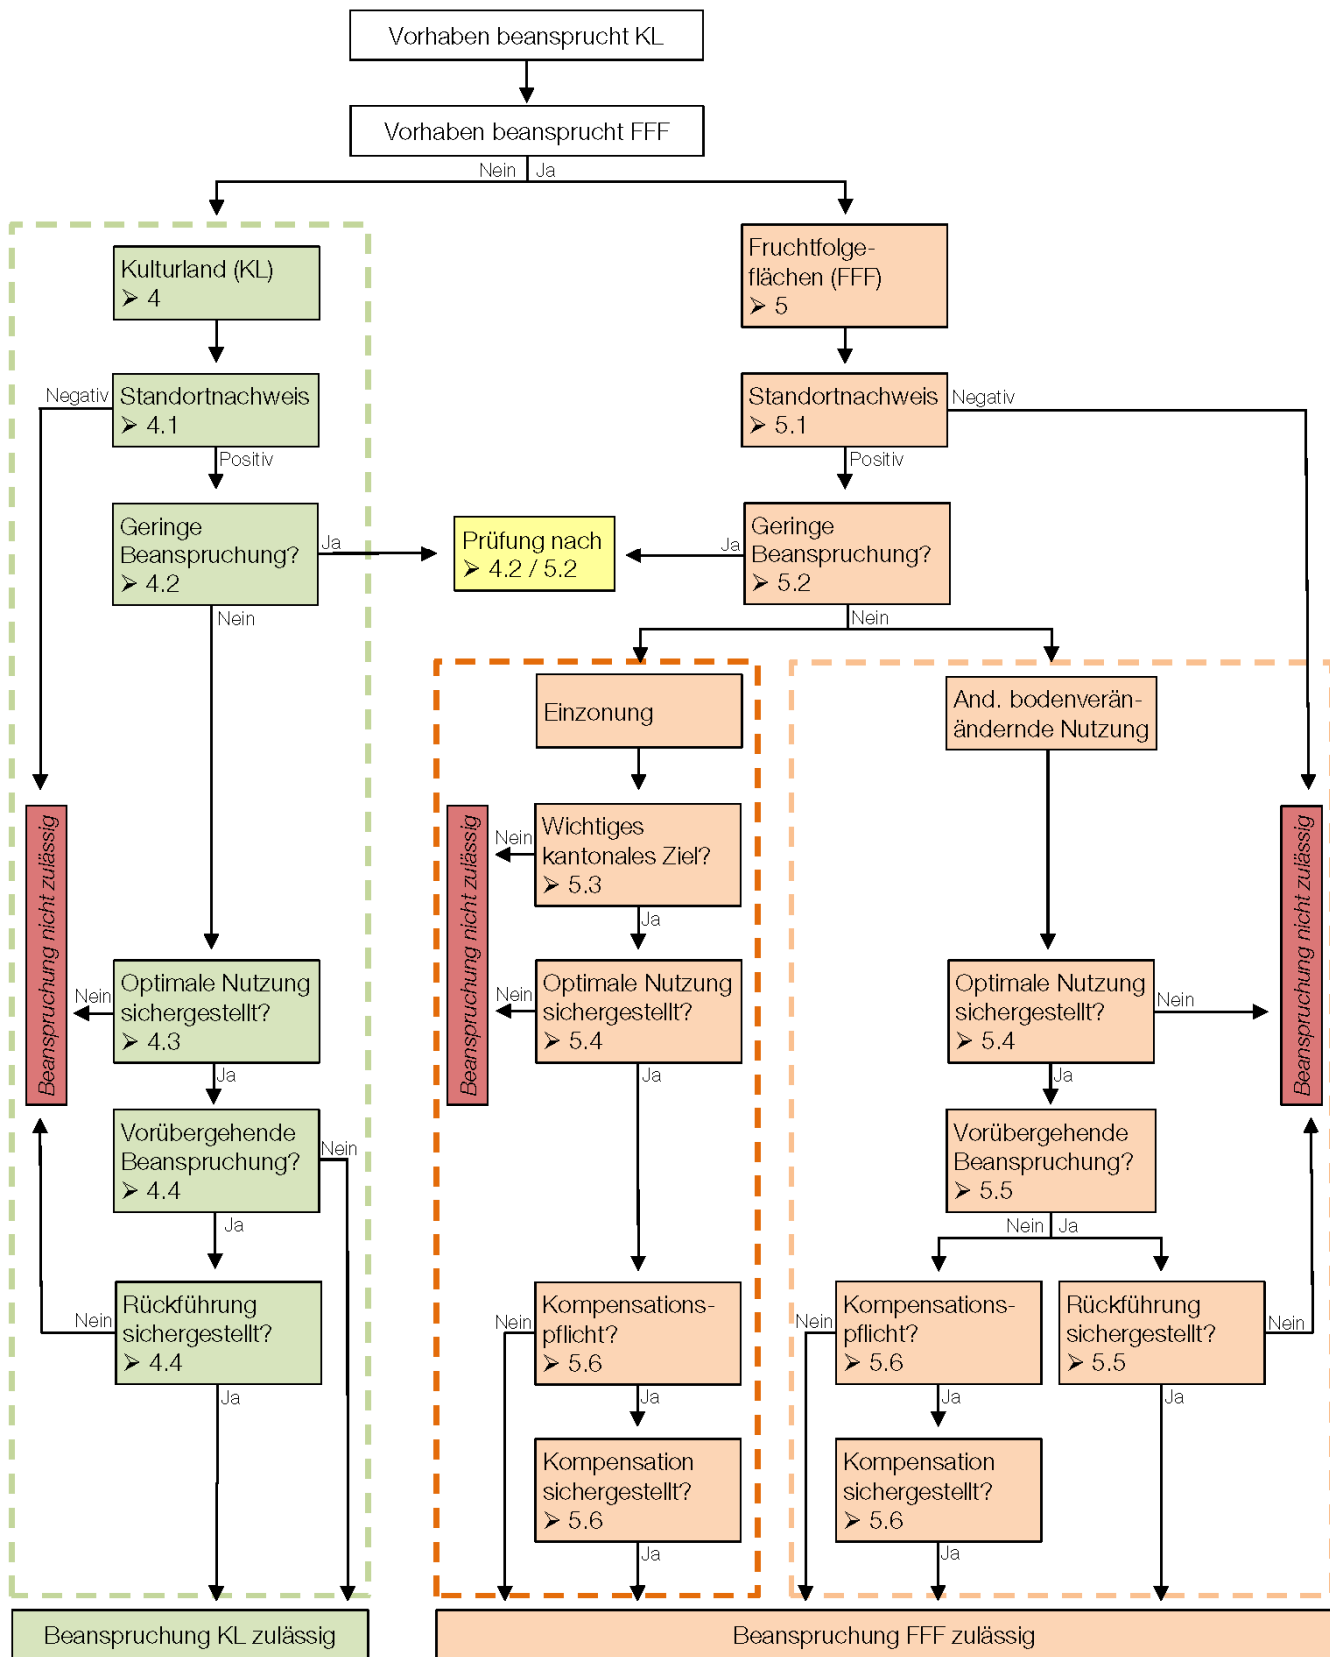 Vorhaben beansprucht KL
Vorhaben beansprucht FFF
Nein
Ja
Kulturland (KL)
➤ 4
Fruchtfolge-
flächen (FFF)
➤ 5
Negativ
Standortnachweis
➤ 4.1
Positiv
Standortnachweis
➤ 5.1
Negativ
Positiv
Geringe
Beanspruchung?
➤ 4.2
Ja
Nein
Prüfung nach
➤ 4.2 / 5.2
Ja
Geringe
Beanspruchung?
➤ 5.2
Nein
Einzonung
And. bodenverän-
ändernde Nutzung
Beanspruchung nicht zulässig
Beanspruchung nicht zulässig
Nein
Wichtiges
kantonales Ziel?
➤ 5.3
Ja
Beanspruchung nicht zulässig
Nein
Optimale Nutzung
sichergestellt?
➤ 4.3
Ja
Nein
Optimale Nutzung
sichergestellt?
➤ 5.4
Ja
Optimale Nutzung
sichergestellt?
➤ 5.4
Nein
Ja
Vorübergehende
Beanspruchung?
➤ 4.4
Nein
Ja
Vorübergehende
Beanspruchung?
➤ 5.5
Nein
Ja
Nein
Rückführung
sichergestellt?
➤ 4.4
Ja
Nein
Kompensations-
pflicht?
➤ 5.6
Ja
Nein
Kompensations-
pflicht?
➤ 5.6
Ja
Rückführung
sichergestellt?
➤ 5.5
Nein
Ja
Kompensation
sichergestellt?
➤ 5.6
Ja
Kompensation
sichergestellt?
➤ 5.6
Ja
Beanspruchung KL zulässig
Beanspruchung FFF zulässig